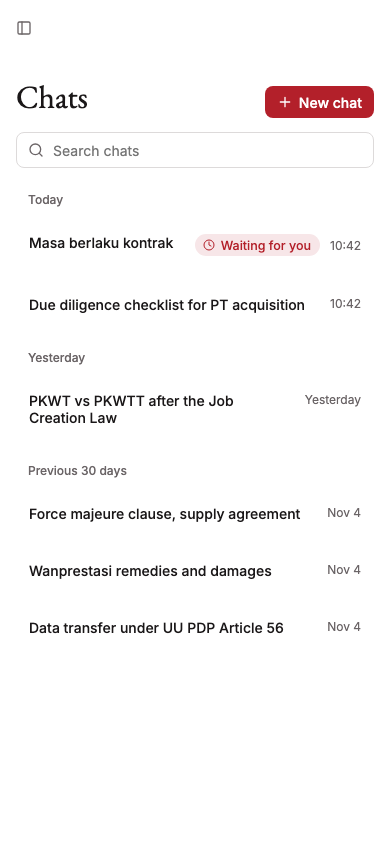 Chats
New chat
Search chats
Today
Masa berlaku kontrak Waiting for you 10:42
Due diligence checklist for PT acquisition 10:42
Yesterday
PKWT vs PKWTT after the Job Yesterday
Creation Law
Previous 30 days
Force majeure clause, supply agreement Nov 4
Wanprestasi remedies and damages Nov 4
Data transfer under UU PDP Article 56 Nov 4